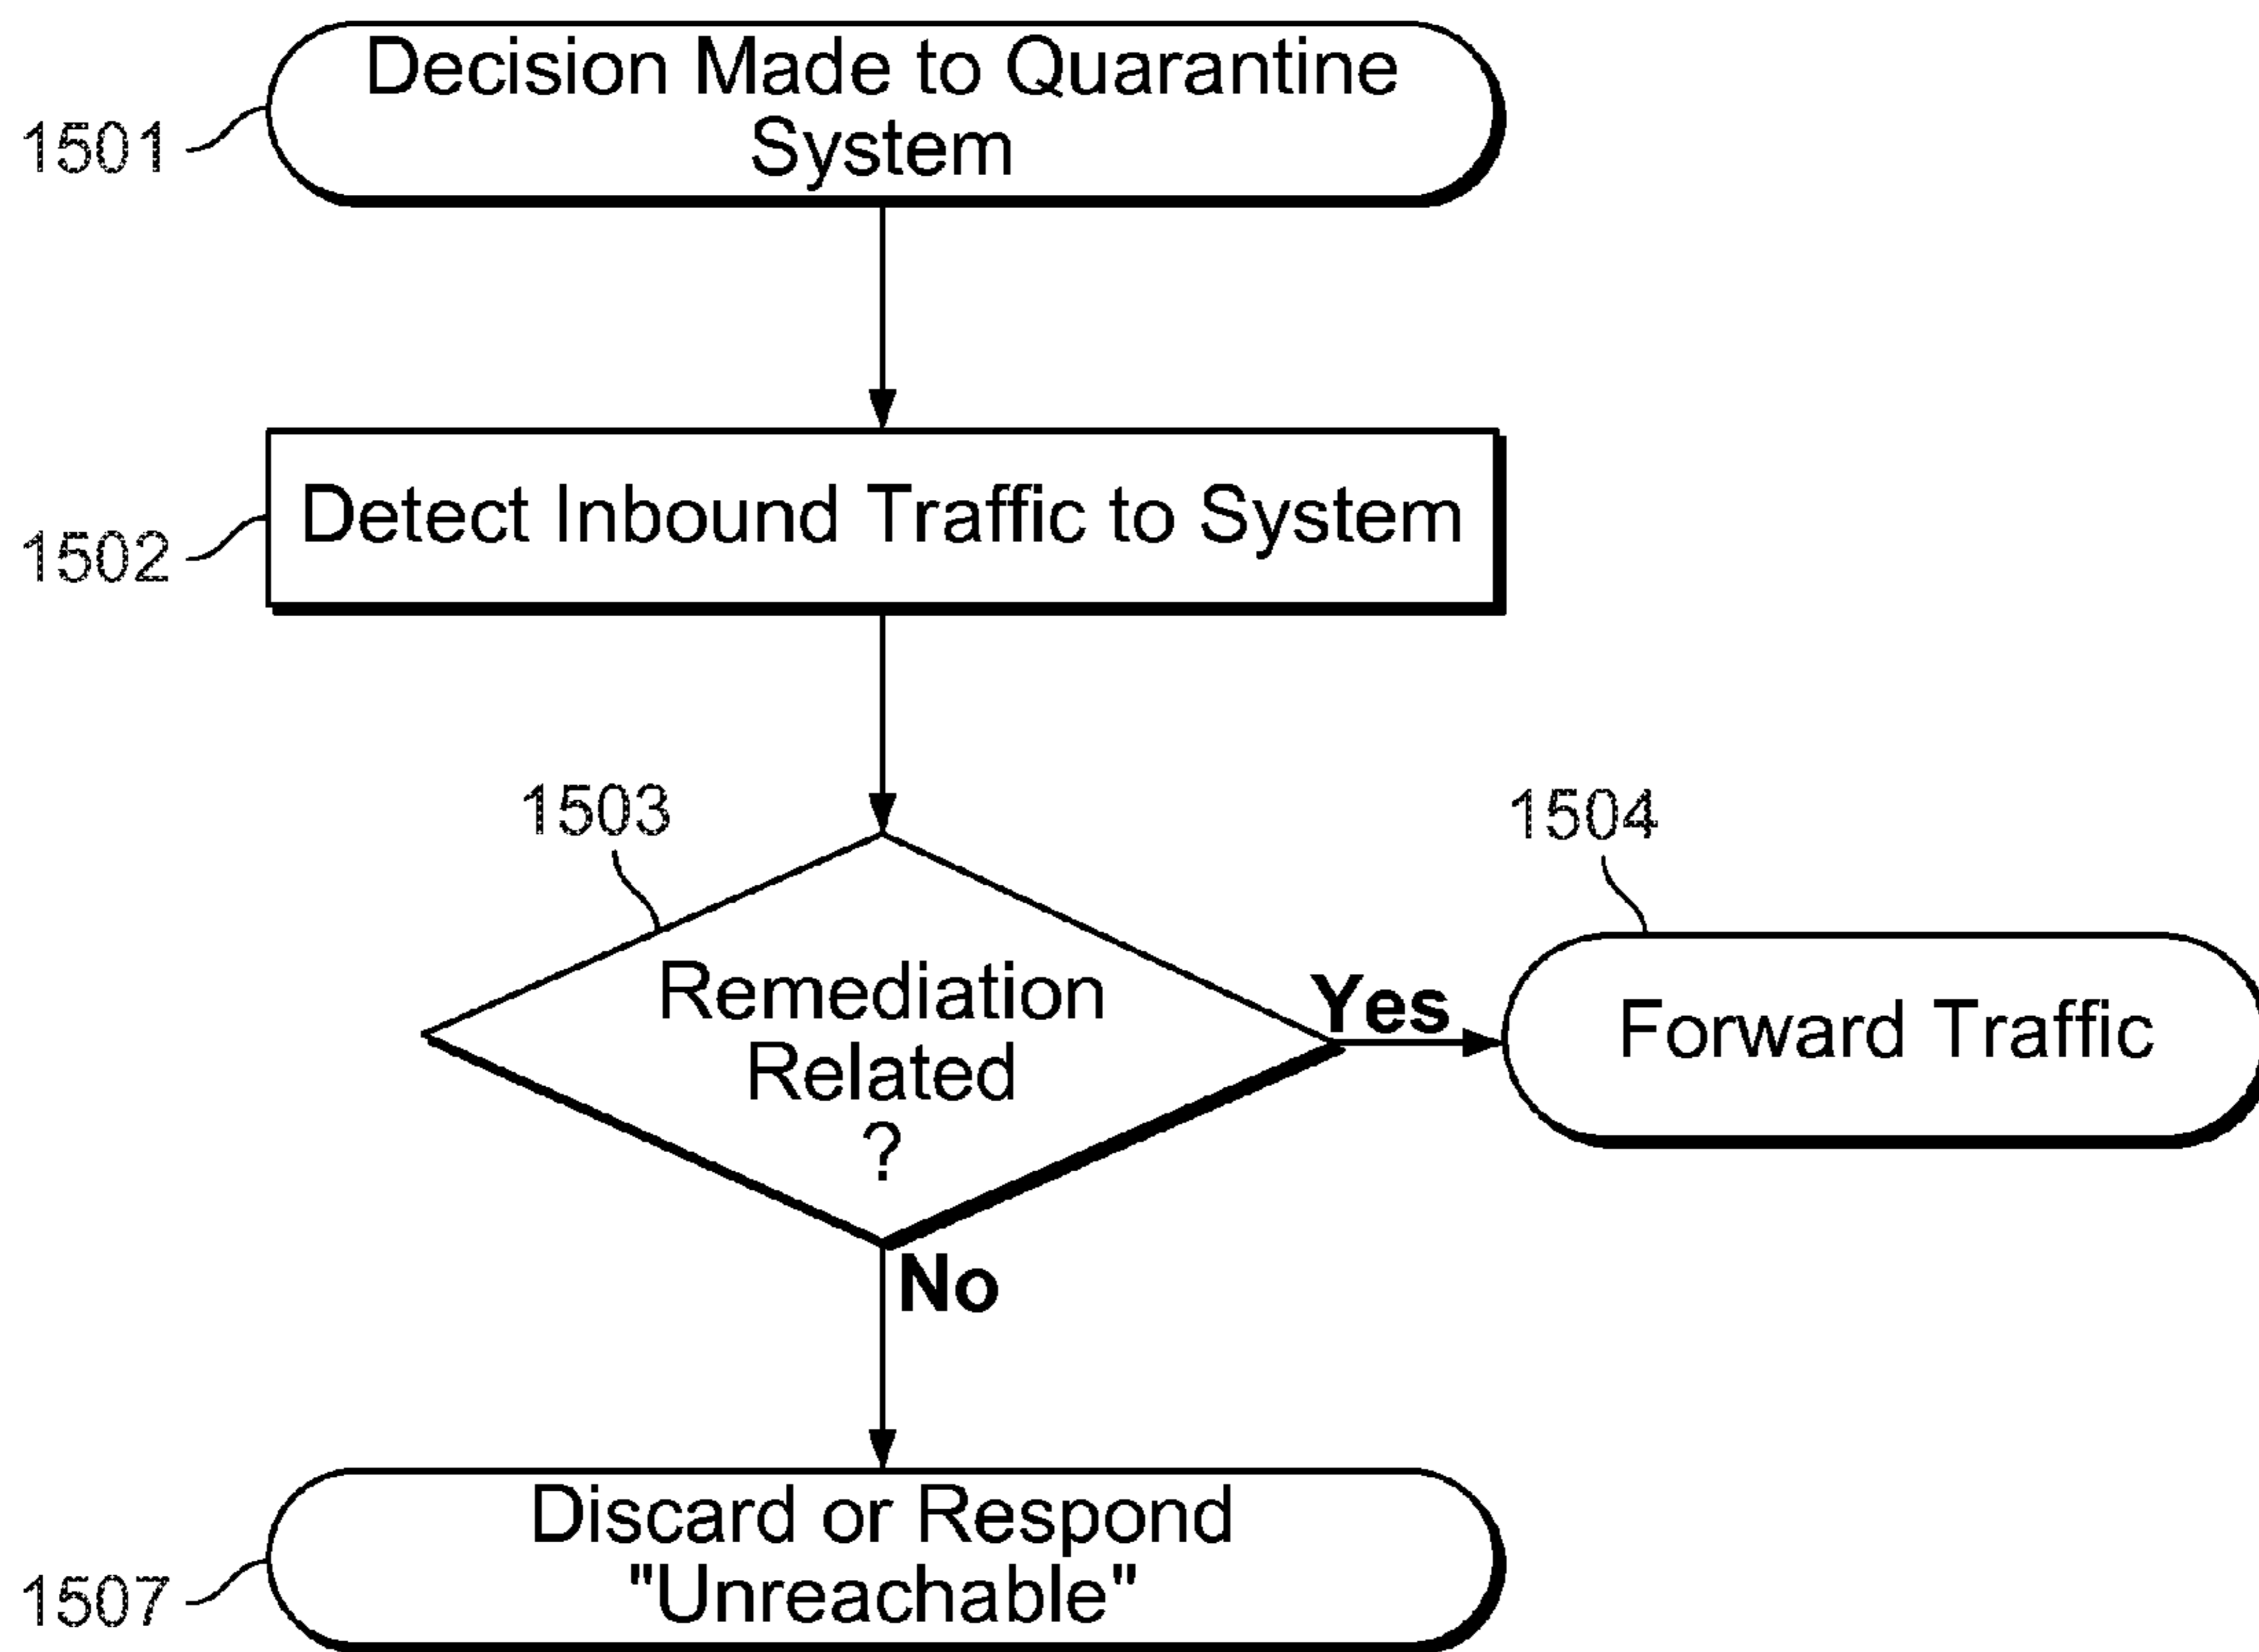 Decision Made to Quarantine
System
1501
Detect Inbound Traffic to System
1502
1503
1504
Remediation
Related
?
Yes
Forward Traffic
No
Discard or Respond
"Unreachable"
1507